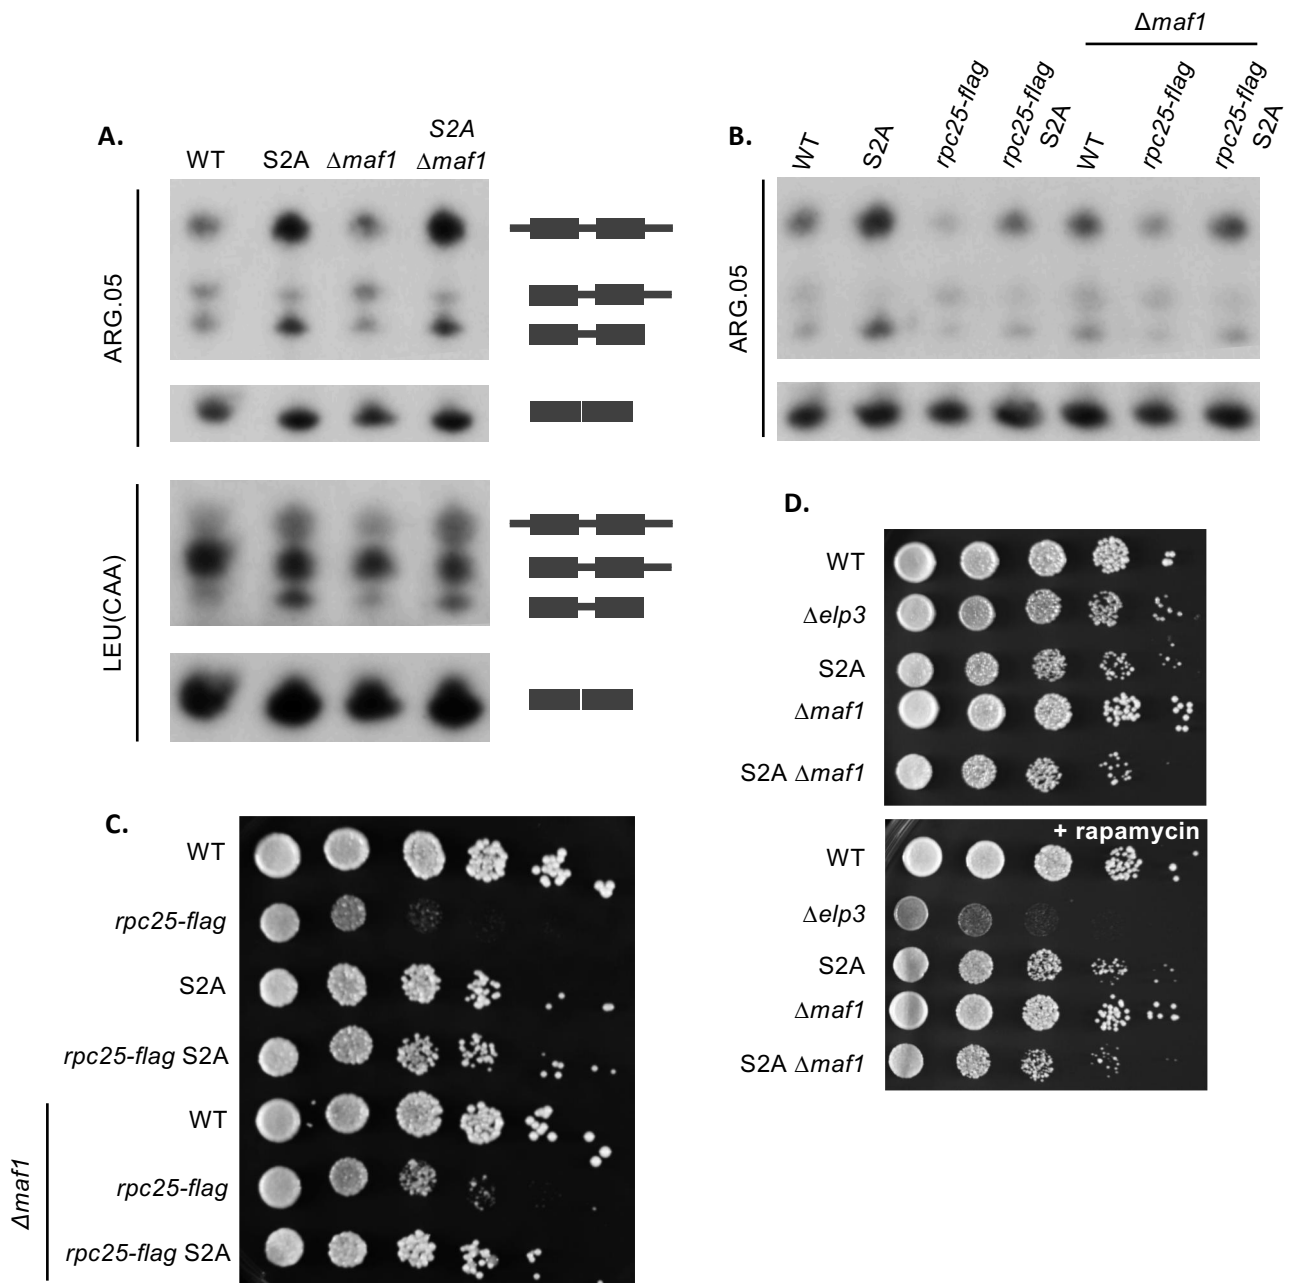 A.
WT
S2A
Δmaf1
S2A
Δmaf1
ARG.05
LEU(CAA)
B.
Δmaf1
WT
S2A
rpc25-flag
rpc25-flag
S2A
WT
rpc25-flag
rpc25-flag
S2A
ARG.05
C.
WT
rpc25-flag
S2A
rpc25-flag S2A
Δmaf1
WT
rpc25-flag
rpc25-flag S2A
D.
WT
Δelp3
S2A
Δmaf1
S2A Δmaf1
+ rapamycin
WT
Δelp3
S2A
Δmaf1
S2A Δmaf1